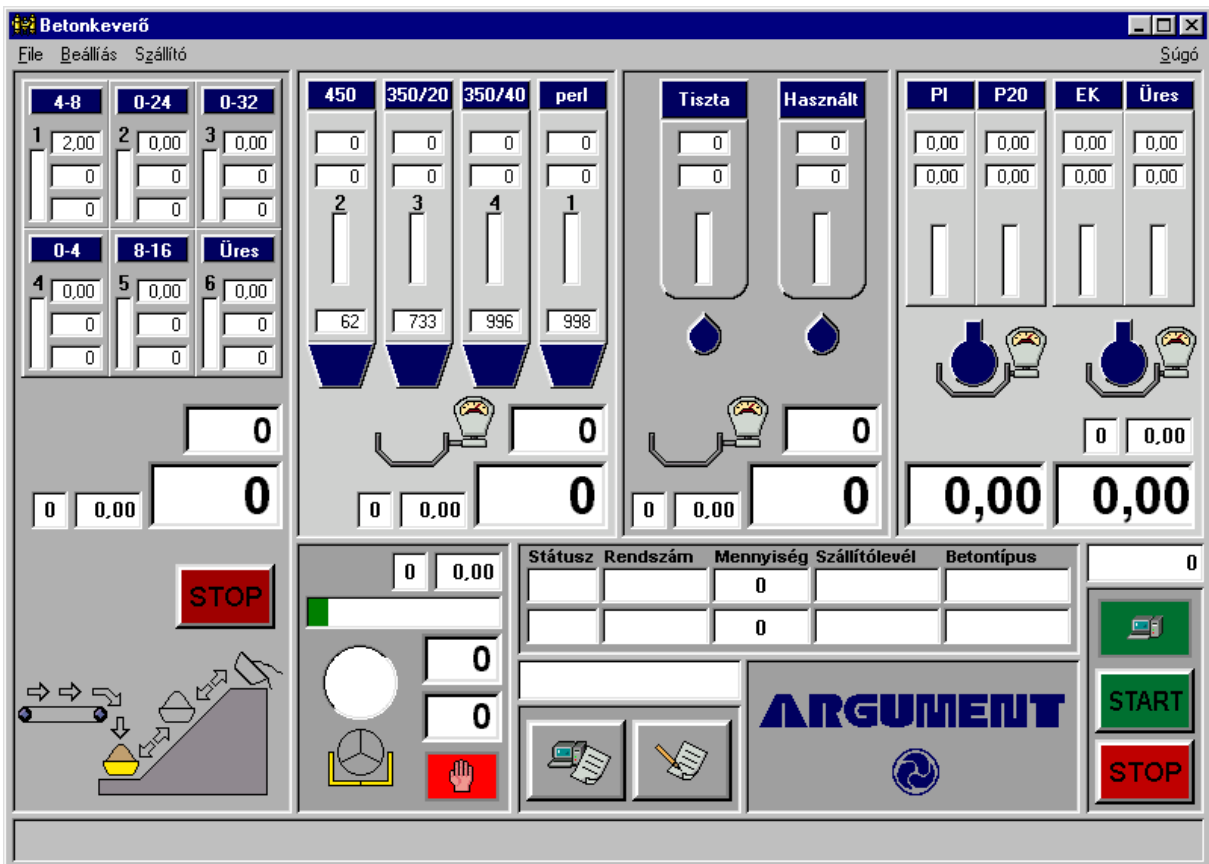 Betonkeverő
File Beállíás Szállító Súgó
4-8 0-24 0-32
1 2,00 2 0,00 3 0,00
0 0 0
0 0 0
0-4 8-16 Üres
4 0,00 5 0,00 6 0,00
0 0 0
0 0 0
0
0 0,00 0
STOP
450 350/20 350/40 perl
0 0 0 0
0 0 0 0
2 3 4 1
62 733 996 998
0
0 0,00 0
Tiszta Használt
0 0
0 0
0
0 0,00 0
PI P20 EK Üres
0,00 0,00 0,00 0,00
0,00 0,00 0,00 0,00
0 0,00
0,00 0,00
0 0,00
0
0
Státusz Rendszám Mennyiség Szállítólevél Betontípus
0
0
ARGUMENT
0
START
STOP